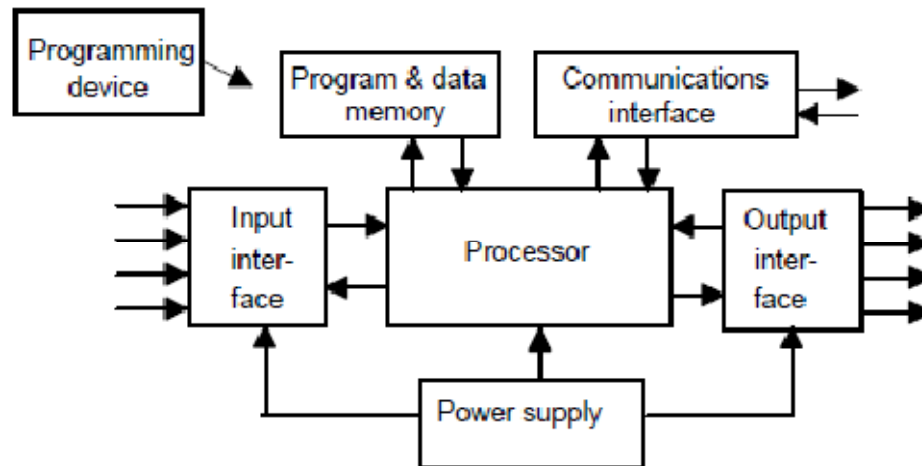 Programming
device
Program & data
memory
Communications
interface
Input
inter-
face
Processor
Output
inter-
face
Power supply